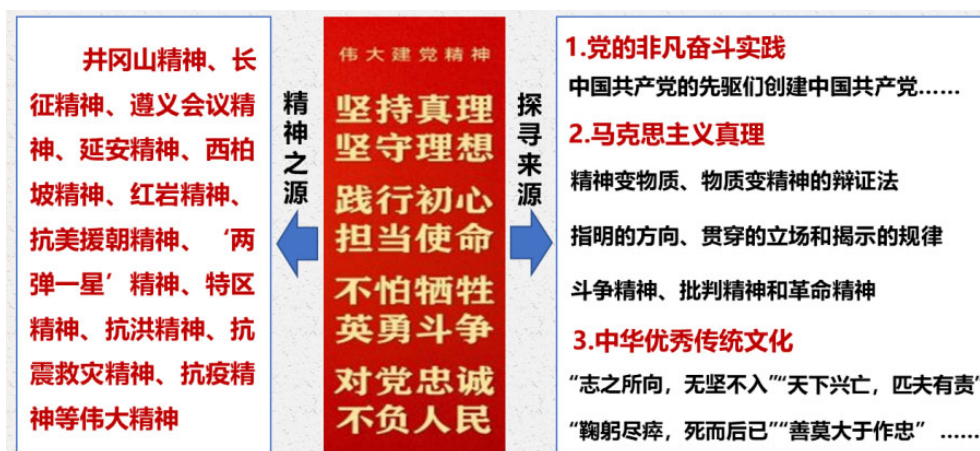 井冈山精神、长
征精神、遵义会议精
神、延安精神、西柏
坡精神、红岩精神、
抗美援朝精神、‘两
弹一星’精神、特区
精神、抗洪精神、抗
震救灾精神、抗疫精
神等伟大精神
精神之源
伟大建党精神
坚持真理
坚守理想
践行初心
担当使命
不怕牺牲
英勇斗争
对党忠诚
不负人民
探寻来源
1.党的非凡奋斗实践
中国共产党的先驱们创建中国共产党……
2.马克思主义真理
精神变物质、物质变精神的辩证法
指明的方向、贯穿的立场和揭示的规律
斗争精神、批判精神和革命精神
3.中华优秀传统文化
“志之所向，无坚不入”“天下兴亡，匹夫有责”
“鞠躬尽瘁，死而后已”“善莫大于作忠” ……